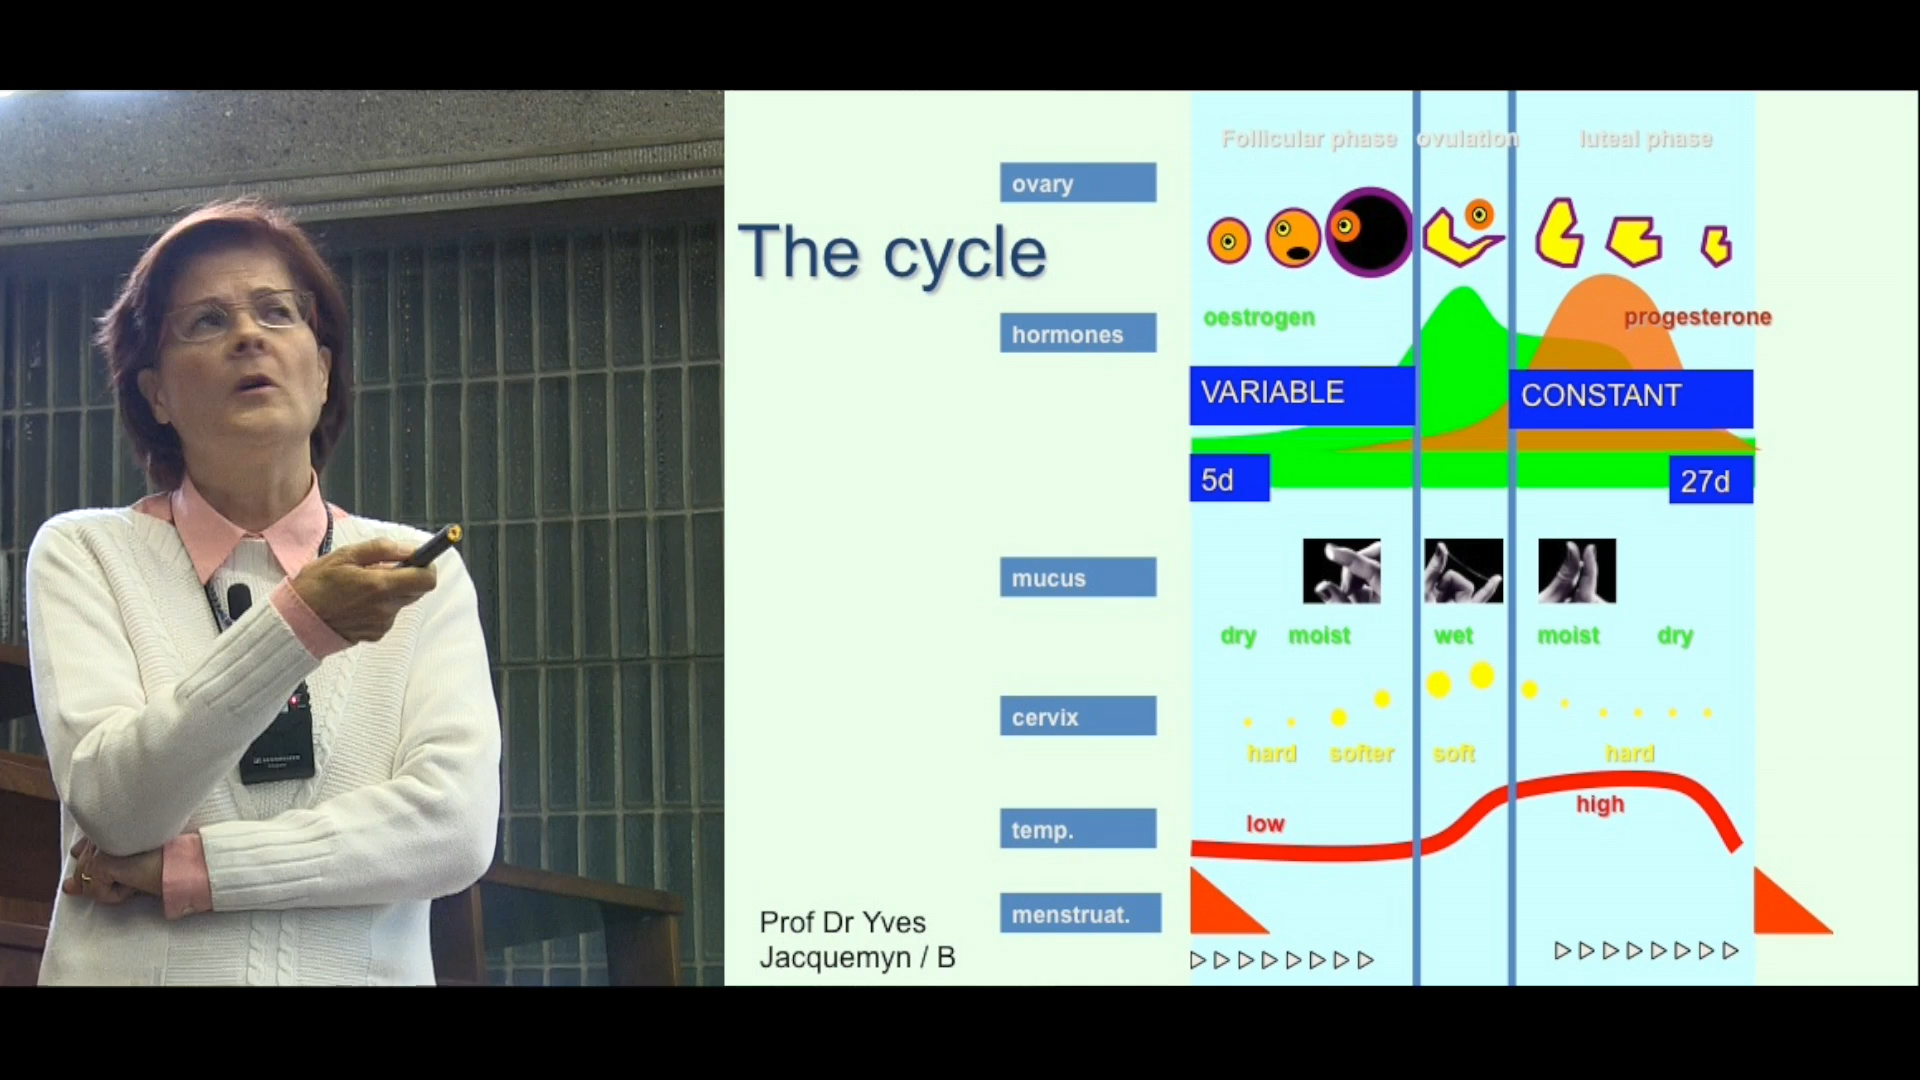 The cycle
ovary
hormones
mucus
cervix
temp.
menstruat.
Follicular phase
ovulation
luteal phase
oestrogen
progesterone
VARIABLE
CONSTANT
5d
27d
dry
moist
wet
moist
dry
hard
softer
soft
hard
low
high
Prof Dr Yves
Jacquemyn / B